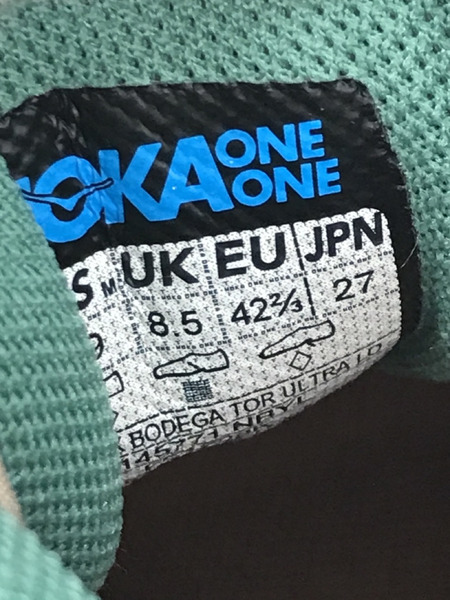 OKA ONE
ONE
S M UK EU JPN
8.5 42⅔ 27
BODEGA TOR ULTRA LO